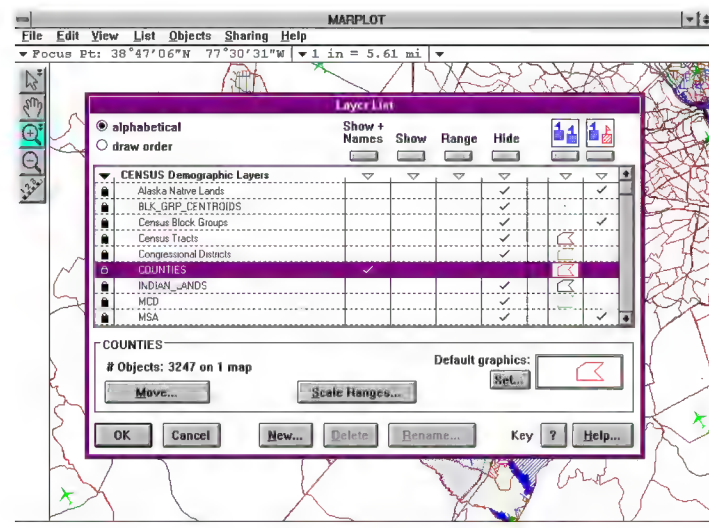 MARPLOT
File Edit View List Objects Sharing Help
Focus Pt: 38°47'06"N 77°30'31"W 1 in = 5.61 mi
Layer List
alphabetical
draw order
Show + Names Show Range Hide
CENSUS Demographic Layers
Alaska Native Lands
BLK_GRP_CENTROIDS
Census Block Groups
Census Tracts
Congressional Districts
COUNTIES
INDIAN_LANDS
MCD
MSA
COUNTIES
# Objects: 3247 on 1 map
Default graphics:
Set...
Move... Scale Ranges...
OK Cancel New... Delete Rename... Key ? Help...